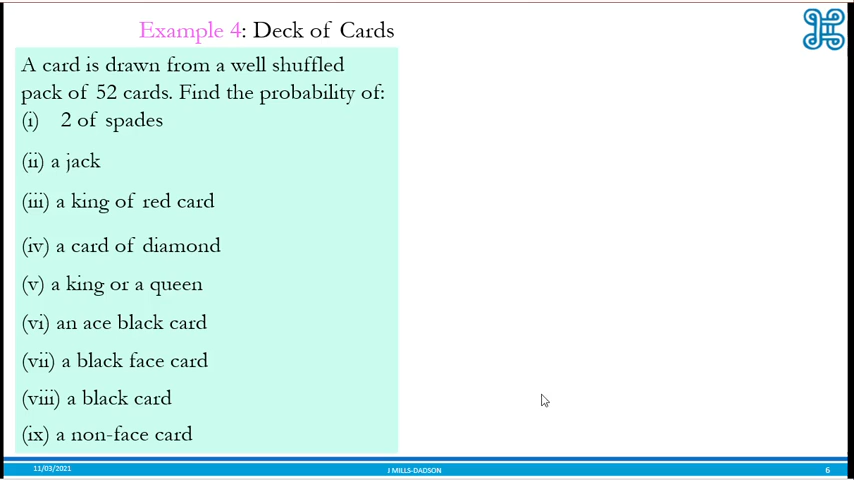 Example 4: Deck of Cards
A card is drawn from a well shuffled
pack of 52 cards. Find the probability of:
(i) 2 of spades
(ii) a jack
(iii) a king of red card
(iv) a card of diamond
(v) a king or a queen
(vi) an ace black card
(vii) a black face card
(viii) a black card
(ix) a non-face card
11/03/2021 J MILLS-DADSON 6